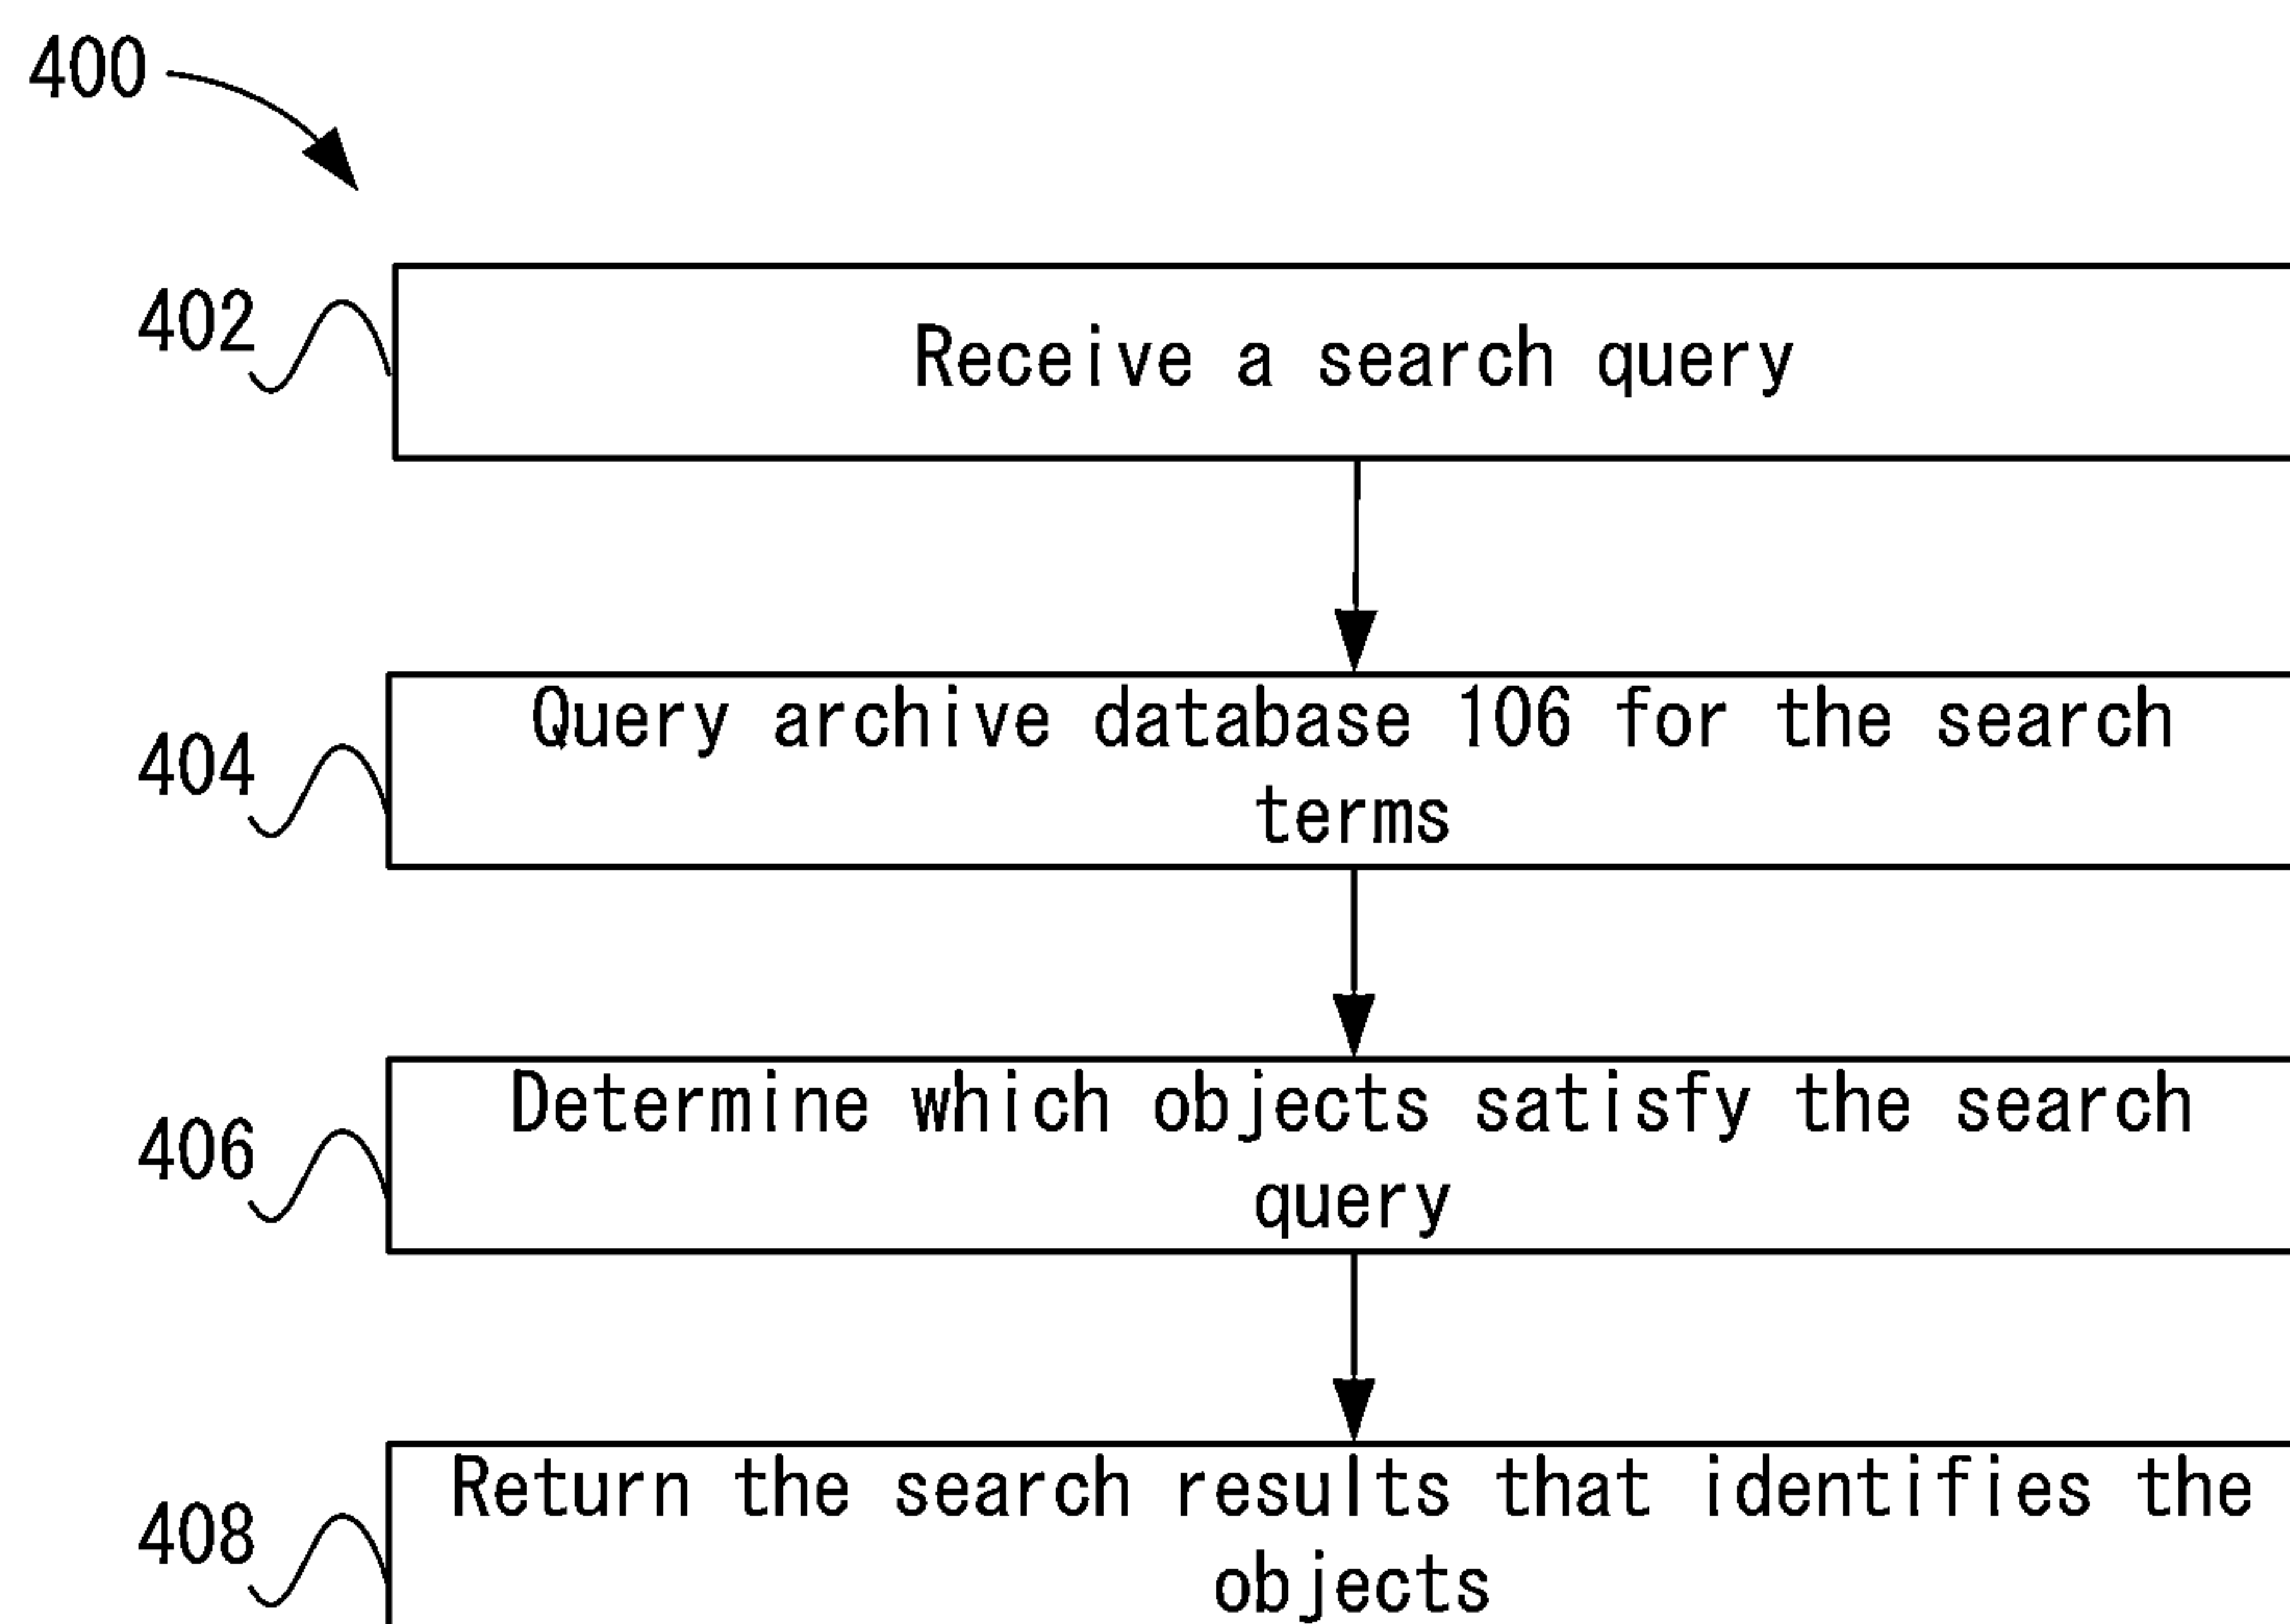 400
402
Receive a search query
404
Query archive database 106 for the search
terms
406
Determine which objects satisfy the search
query
408
Return the search results that identifies the
objects